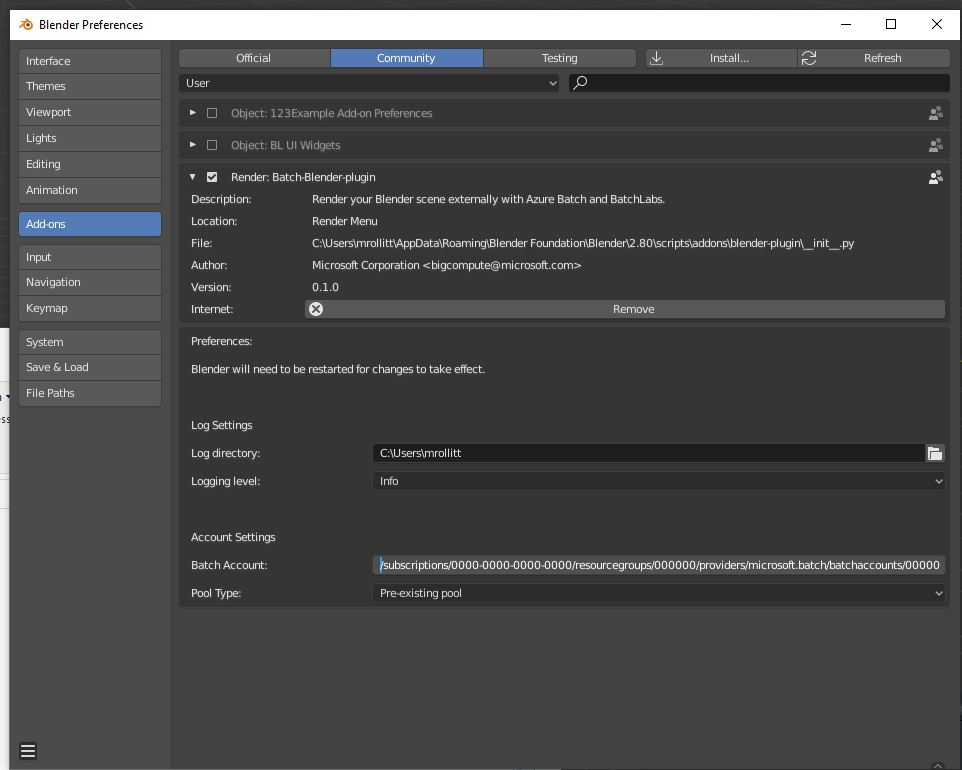 Blender Preferences
Interface
Themes
Viewport
Lights
Editing
Animation
Add-ons
Input
Navigation
Keymap
System
Save & Load
File Paths
Official Community Testing Install... Refresh
User
Object: 123Example Add-on Preferences
Object: BL UI Widgets
Render: Batch-Blender-plugin
Description: Render your Blender scene externally with Azure Batch and BatchLabs.
Location: Render Menu
File: C:\Users\mrollitt\AppData\Roaming\Blender Foundation\Blender\2.80\scripts\addons\blender-plugin\__init__.py
Author: Microsoft Corporation <bigcompute@microsoft.com>
Version: 0.1.0
Internet: Remove
Preferences:
Blender will need to be restarted for changes to take effect.
Log Settings
Log directory: C:\Users\mrollitt
Logging level: Info
Account Settings
Batch Account: /subscriptions/0000-0000-0000-0000/resourcegroups/000000/providers/microsoft.batch/batchaccounts/00000
Pool Type: Pre-existing pool